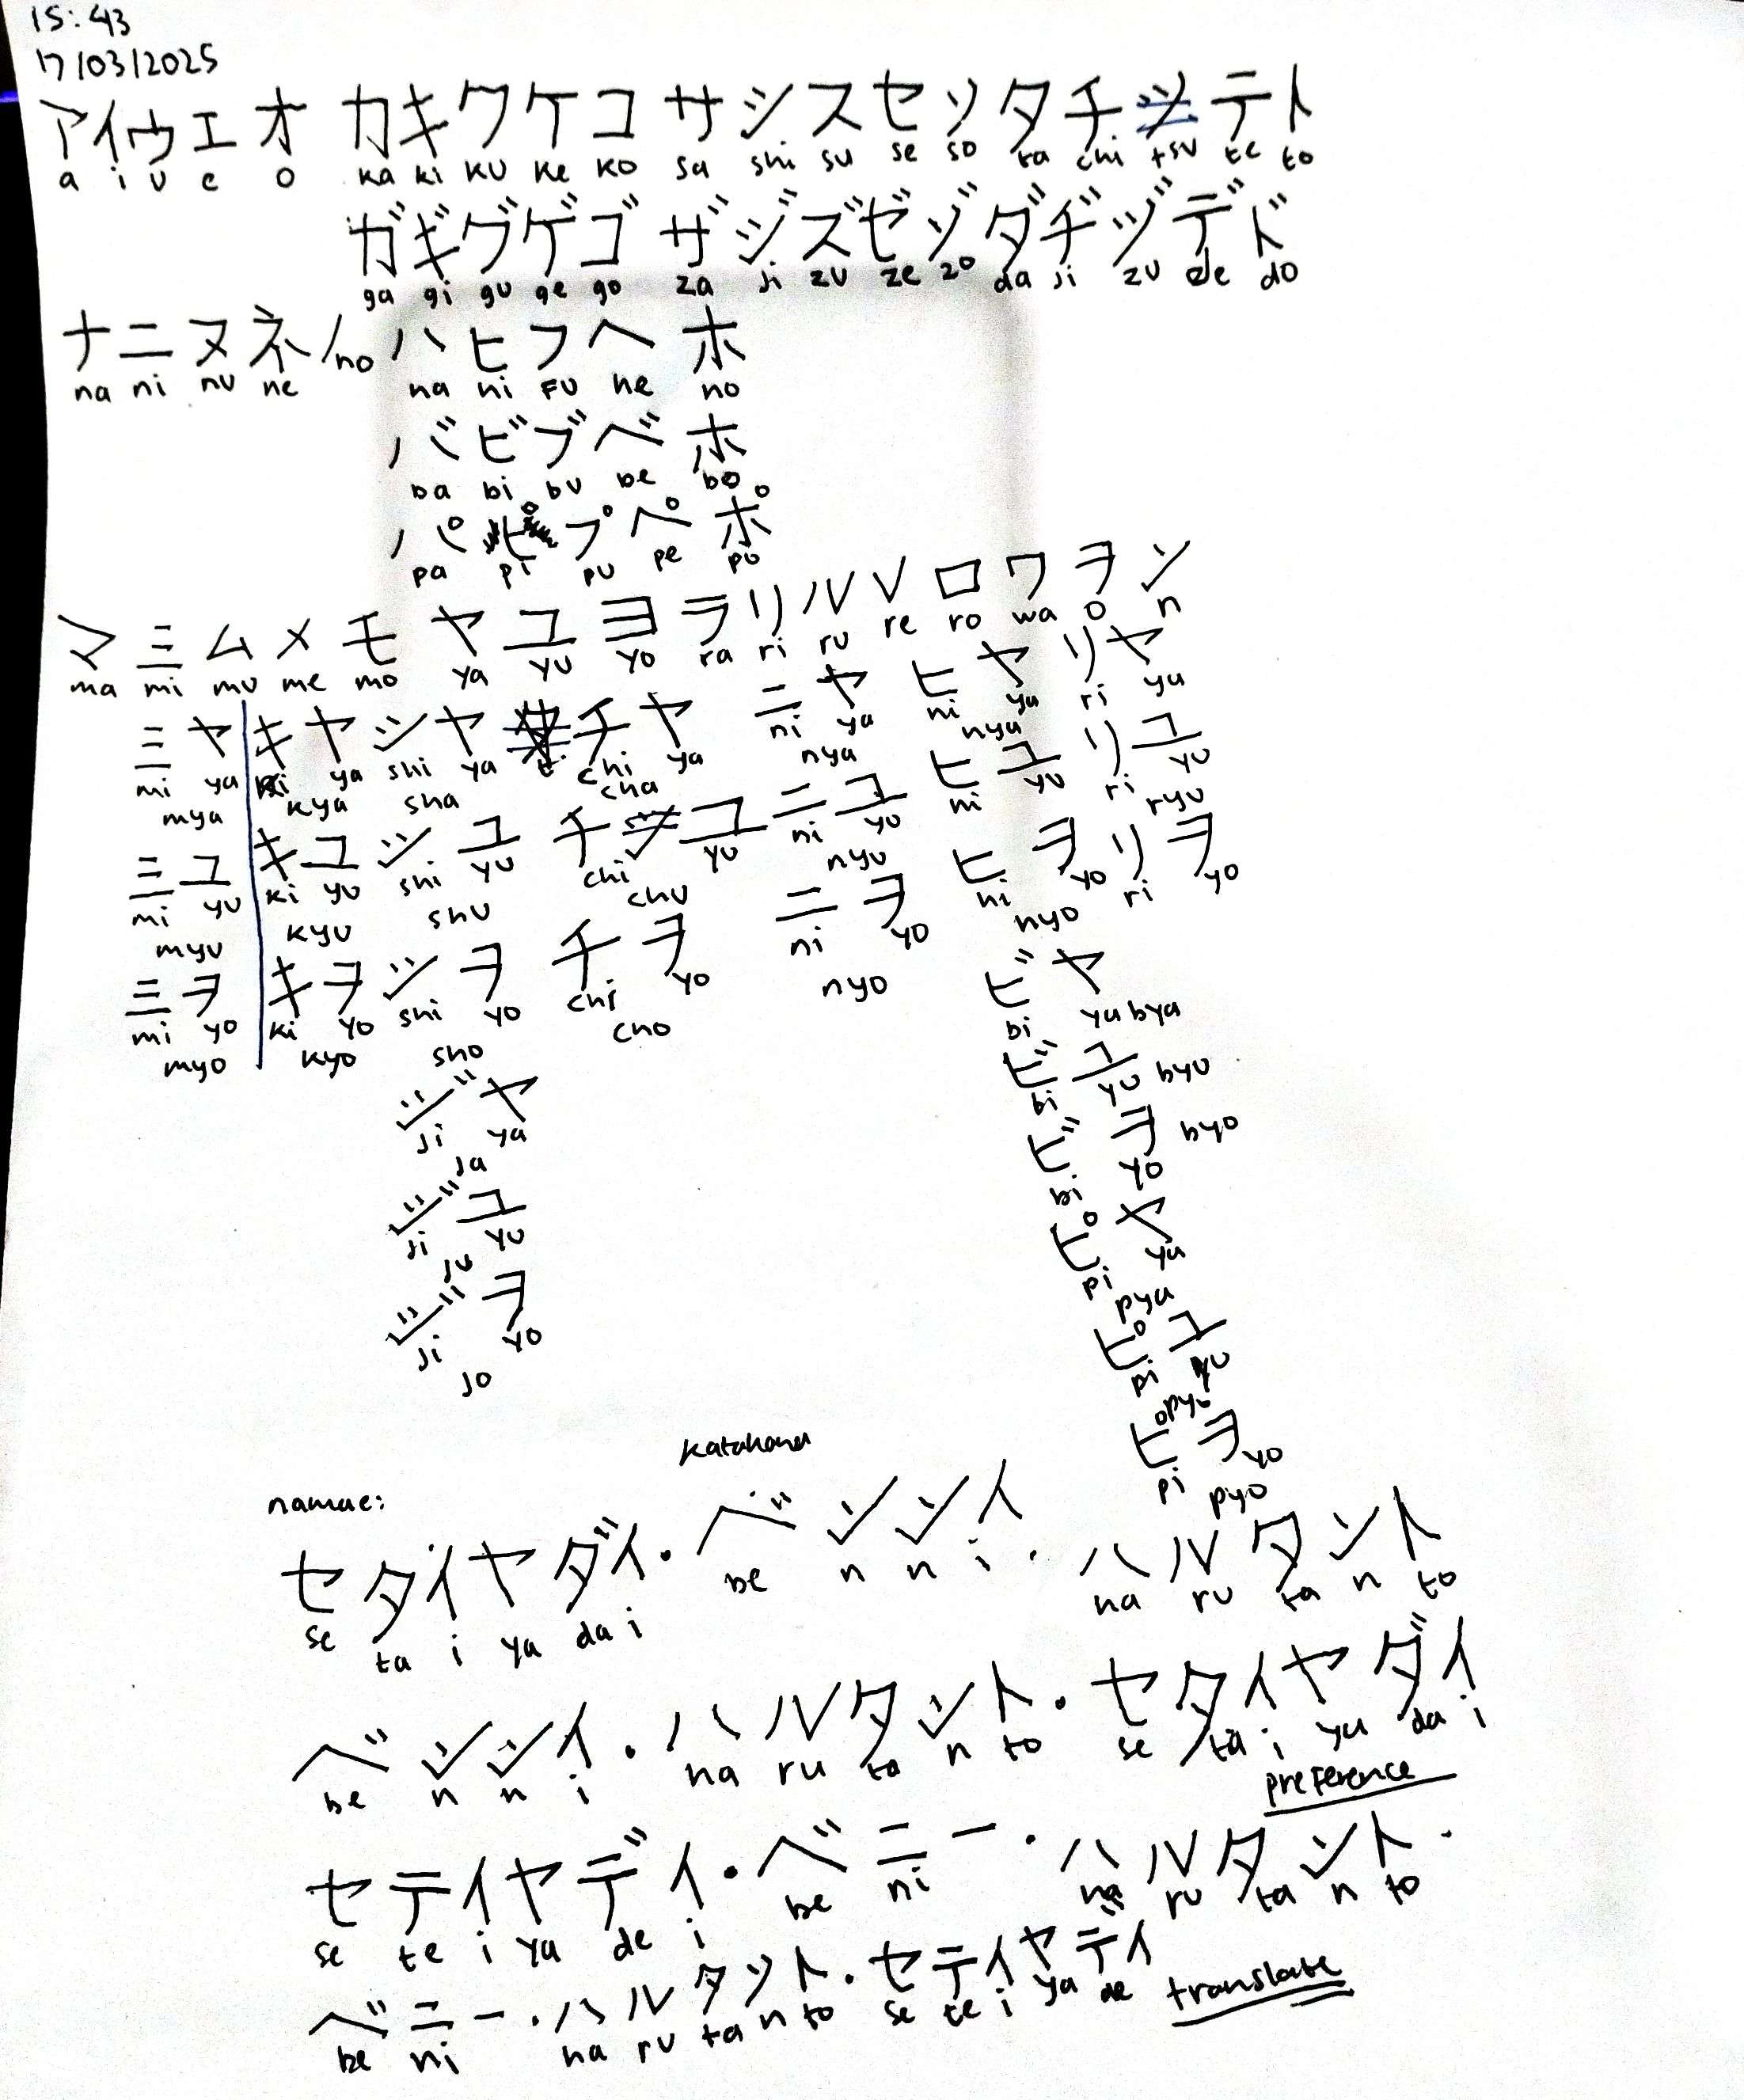 15:43
17/03/2025
アイウエオ カキクケコ サシスセソ タチツテト
a i u e o ka ki ku ke ko sa shi su se so ta chi tsu te to
ガギグゲゴ ザジズゼゾ ダヂヅデド
ga gi gu ge go za ji zu ze zo da ji zu de do
ナニヌネノ ハヒフヘホ
na ni nu ne no ha hi fu he ho
バビブベホ
ba bi bu be bo
パピプペポ
pa pi pu pe po
マミムメモ ヤユヨ ラリルレロ ワヲン
ma mi mu me mo ya yu yo ra ri ru re ro wa o n
ミヤ キヤ シヤ チヤ ニヤ ヒヤ リヤ
mi ya ki ya shi ya chi ya ni ya hi ya ri ya
mya kya sha cha nya hya
ミユ キユ シユ チユ ニユ ヒユ リユ
mi yu ki yu shi yu chi yu ni yu hi yu ri yu
myu kyu shu chu nyu ryu
ミヲ キヲ シヲ チヲ ニヲ ヒヲ リヲ
mi yo ki yo shi yo chi yo ni yo hi yo ri yo
myo kyo sho cho nyo hyo
ジヤ
ji ya
ja
ジユ
ji yu
ju
ジヲ
ji yo
jo
ビヤ
bi ya bya
ビユ
bi yu byu
ビヲ
bi yo byo
ピヤ
pi ya
pya
ピユ
pi yu
pyu
ピヲ
pi yo
pyo
katakana
namae:
セタイヤダイ・ベンンイ・ハルタント
se ta i ya da i be n n i ha ru ta n to
ベンンイ・ハルタント・セタイヤダイ
be n n i ha ru ta n to se ta i ya da i
preference
セテイヤデイ・ベニー・ハルタント・
se te i ya de i be ni ha ru ta n to
ベニー・ハルタント・セテイヤデイ
be ni ha ru ta n to se te i ya de
translate